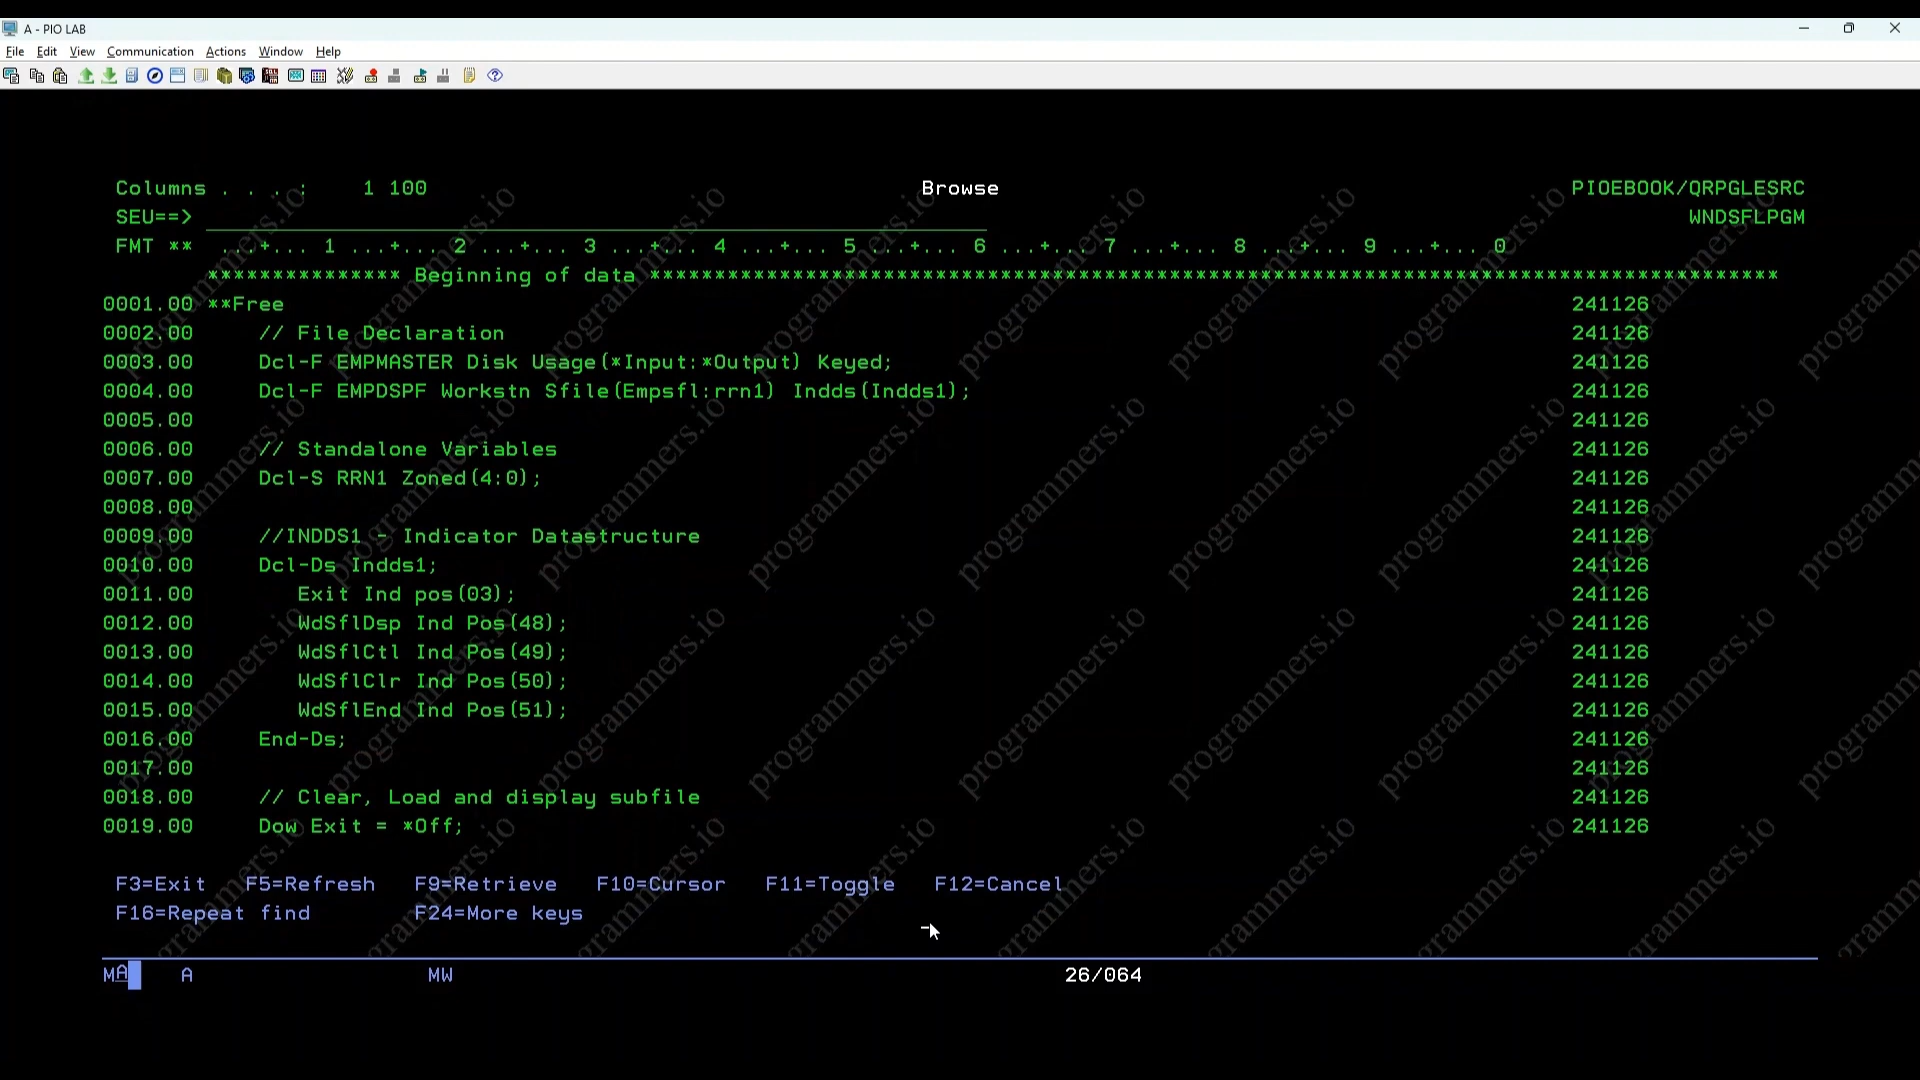 A - PIO LAB
File Edit View Communication Actions Window Help
Columns . . . : 1 100 Browse PIOEBOOK/QRPGLESRC
SEU==> WNDSFLPGM
FMT ** ...+... 1 ...+... 2 ...+... 3 ...+... 4 ...+... 5 ...+... 6 ...+... 7 ...+... 8 ...+... 9 ...+... 0
*************** Beginning of data ***************************************************************************************
0001.00 **Free 241126
0002.00 // File Declaration 241126
0003.00 Dcl-F EMPMASTER Disk Usage(*Input:*Output) Keyed; 241126
0004.00 Dcl-F EMPDSPF Workstn Sfile(Empsfl:rrn1) Indds(Indds1); 241126
0005.00 241126
0006.00 // Standalone Variables 241126
0007.00 Dcl-S RRN1 Zoned(4:0); 241126
0008.00 241126
0009.00 //INDDS1 - Indicator Datastructure 241126
0010.00 Dcl-Ds Indds1; 241126
0011.00 Exit Ind pos(03); 241126
0012.00 WdSflDsp Ind Pos(48); 241126
0013.00 WdSflCtl Ind Pos(49); 241126
0014.00 WdSflClr Ind Pos(50); 241126
0015.00 WdSflEnd Ind Pos(51); 241126
0016.00 End-Ds; 241126
0017.00 241126
0018.00 // Clear, Load and display subfile 241126
0019.00 Dow Exit = *Off; 241126
F3=Exit F5=Refresh F9=Retrieve F10=Cursor F11=Toggle F12=Cancel
F16=Repeat find F24=More keys
MA A MW 26/064
programmers.io